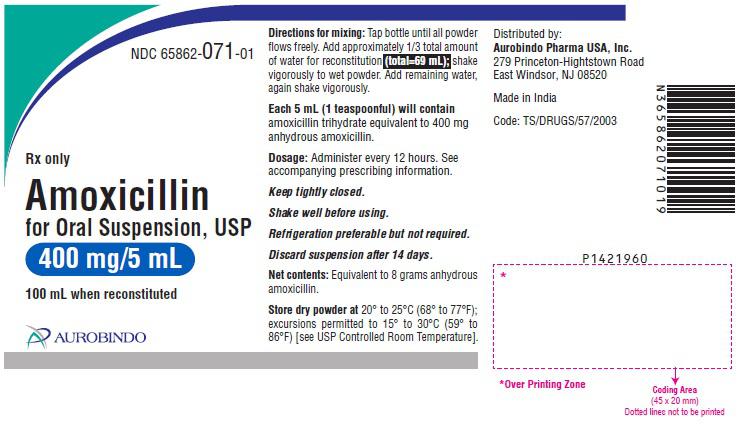 NDC 65862-071-01
Rx only
Amoxicillin
for Oral Suspension, USP
400 mg/5 mL
100 mL when reconstituted
AUROBINDO
Directions for mixing: Tap bottle until all powder
flows freely. Add approximately 1/3 total amount
of water for reconstitution (total=69 mL); shake
vigorously to wet powder. Add remaining water,
again shake vigorously.
Each 5 mL (1 teaspoonful) will contain
amoxicillin trihydrate equivalent to 400 mg
anhydrous amoxicillin.
Dosage: Administer every 12 hours. See
accompanying prescribing information.
Keep tightly closed.
Shake well before using.
Refrigeration preferable but not required.
Discard suspension after 14 days.
Net contents: Equivalent to 8 grams anhydrous
amoxicillin.
Store dry powder at 20° to 25°C (68° to 77°F);
excursions permitted to 15° to 30°C (59° to
86°F) [see USP Controlled Room Temperature].
Distributed by:
Aurobindo Pharma USA, Inc.
279 Princeton-Hightstown Road
East Windsor, NJ 08520
Made in India
Code: TS/DRUGS/57/2003
N365862071019
P1421960
*
*Over Printing Zone
Coding Area
(45 x 20 mm)
Dotted lines not to be printed